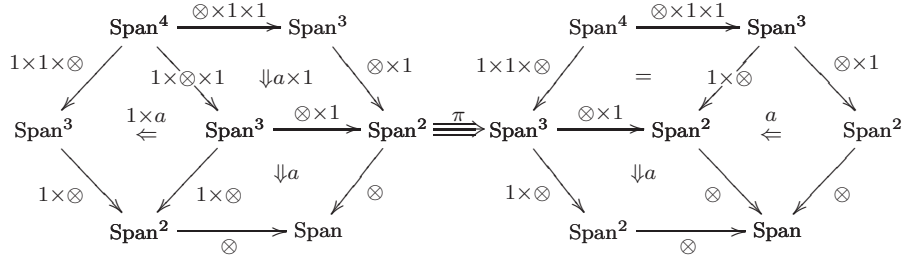 Span⁴ ⊗×1×1 Span³ Span⁴ ⊗×1×1 Span³
1×1×⊗ 1×⊗×1 ⇓a×1 ⊗×1 1×1×⊗ = 1×⊗ ⊗×1
Span³ 1×a ⇐ Span³ ⊗×1 Span² π Span³ ⊗×1 Span² a ⇐ Span²
1×⊗ 1×⊗ ⇓a ⊗ 1×⊗ ⇓a ⊗ ⊗
Span² ⊗ Span Span² ⊗ Span